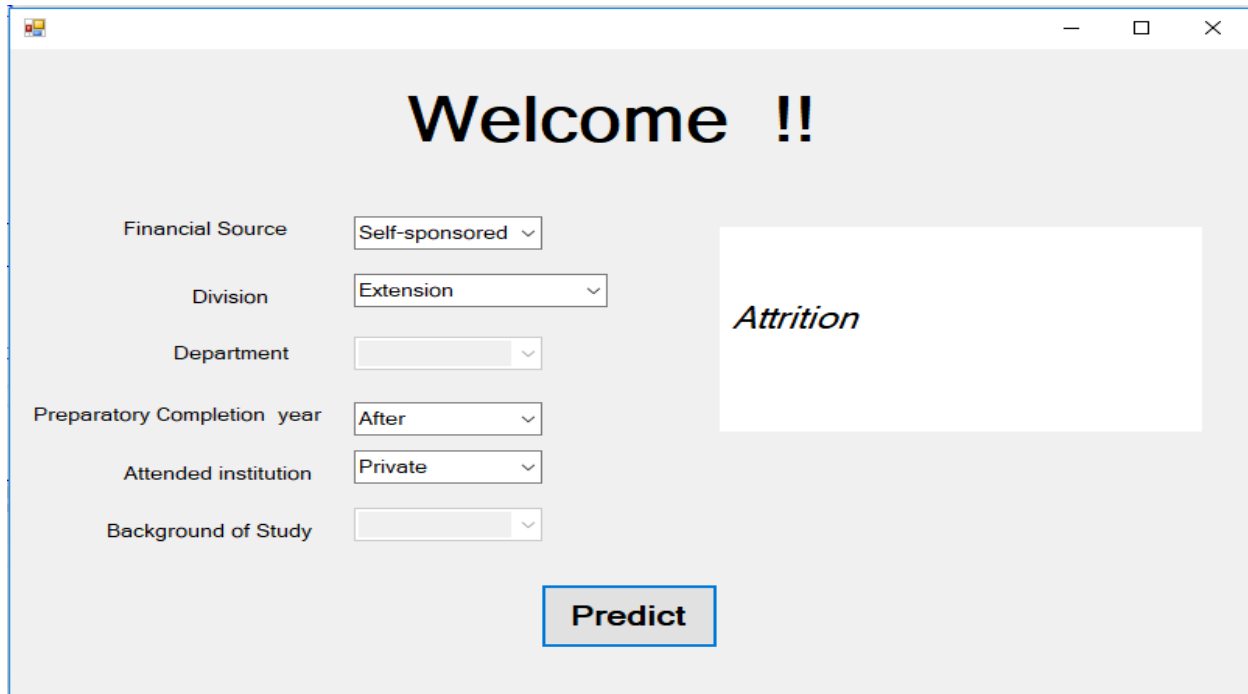 Welcome !!
Financial Source Self-sponsored
Division Extension
Attrition
Department
Preparatory Completion year After
Attended institution Private
Background of Study
Predict